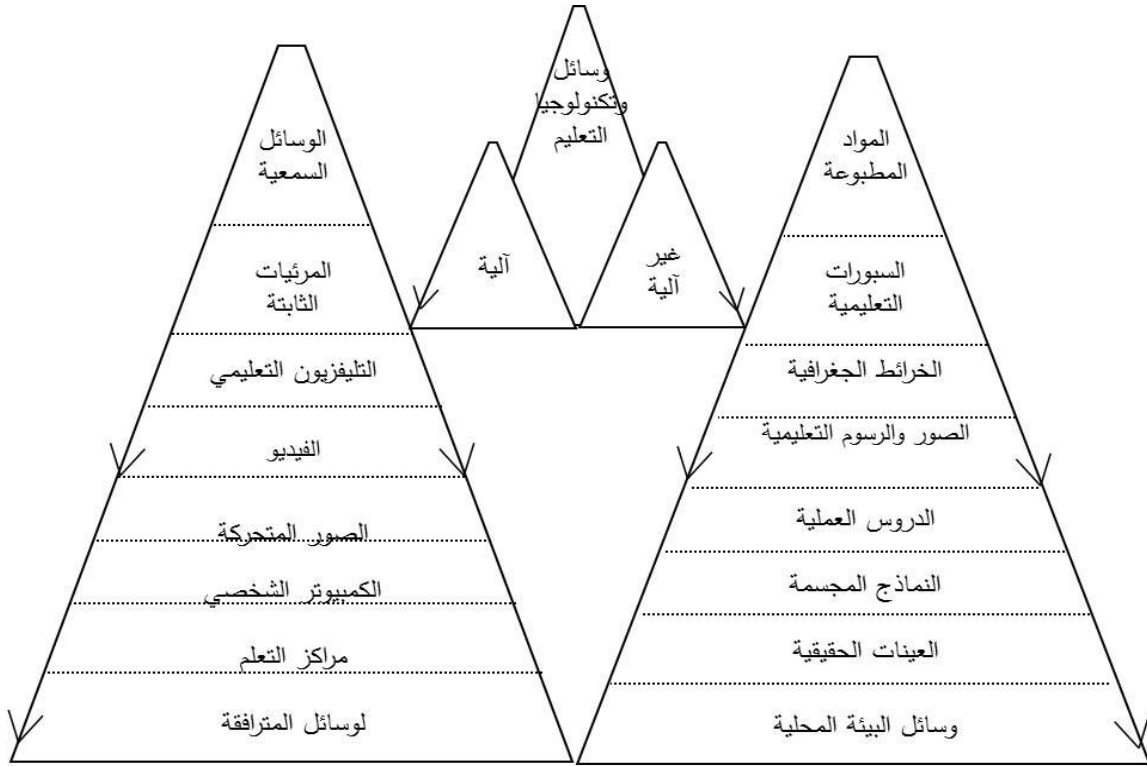 وسائل
وتكنولوجيا
التعليم
غير
آلية
آلية
المواد
المطبوعة
السبورات
التعليمية
الخرائط الجغرافية
الصور والرسوم التعليمية
الدروس العملية
النماذج المجسمة
العينات الحقيقية
وسائل البيئة المحلية
الوسائل
السمعية
المرئيات
الثابتة
التليفزيون التعليمي
الفيديو
الصور المتحركة
الكمبيوتر الشخصي
مراكز التعلم
لوسائل المترافقة